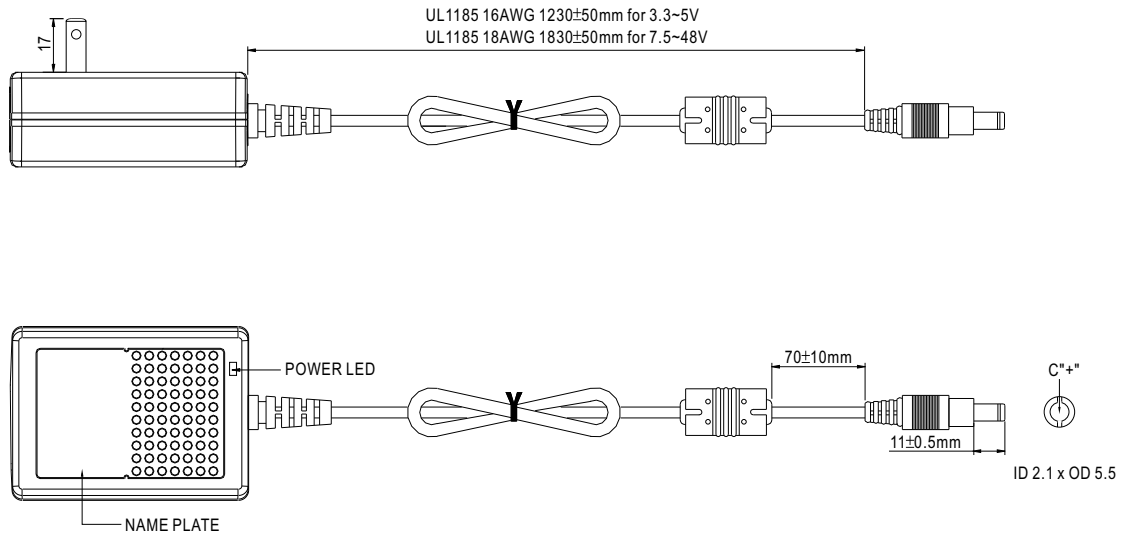 UL1185 16AWG 1230±50mm for 3.3~5V
UL1185 18AWG 1830±50mm for 7.5~48V
17
POWER LED
70±10mm
C"+"
11±0.5mm
ID 2.1 x OD 5.5
NAME PLATE